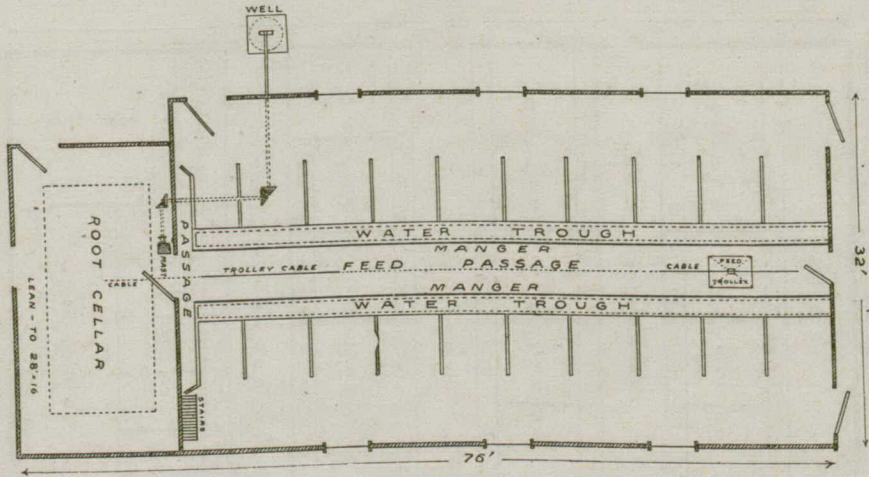 WELL
WATER TROUGH
MANGER
TROLLEY CABLE FEED PASSAGE CABLE
FEED
TROLLEY
MANGER
WATER TROUGH
PASSAGE
MAST
CABLE
ROOT CELLAR
LEAN-TO 28'×16
STAIRS
32'
76'